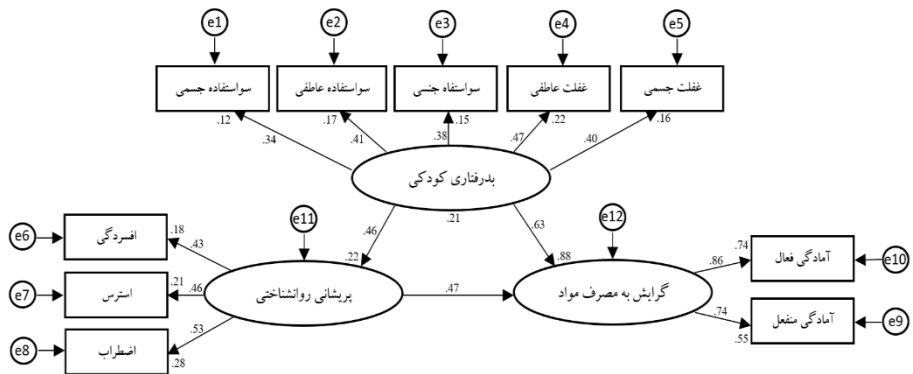 e1 e2 e3 e4 e5
سواستفاده جسمی سواستفاده عاطفی سواستفاه جنسی غفلت عاطفی غفلت جسمی
.12 .17 .15 .22 .16
.34 .41 .38 .47 .40
بدرفتاری کودکی
.21
e6 e11 e12
افسردگی .18 .43 .46 .63
.22 .88 .74 آمادگی فعال e10
.86
e7 استرس .21 .46 پریشانی روانشناختی .47 گرایش به مصرف مواد
.53 .74
e8 اضطراب .28 .55 آمادگی منفعل e9